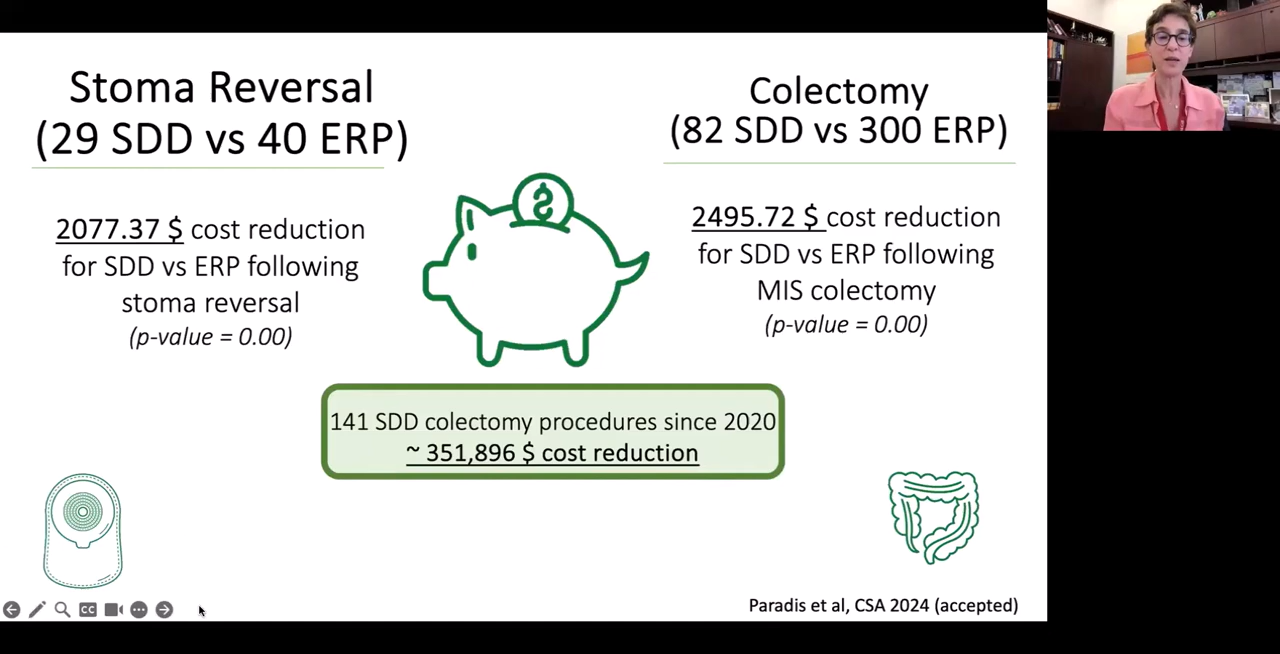 Stoma Reversal
(29 SDD vs 40 ERP)
2077.37 $ cost reduction
for SDD vs ERP following
stoma reversal
(p-value = 0.00)
$
Colectomy
(82 SDD vs 300 ERP)
2495.72 $ cost reduction
for SDD vs ERP following
MIS colectomy
(p-value = 0.00)
141 SDD colectomy procedures since 2020
~ 351,896 $ cost reduction
Paradis et al, CSA 2024 (accepted)
CC